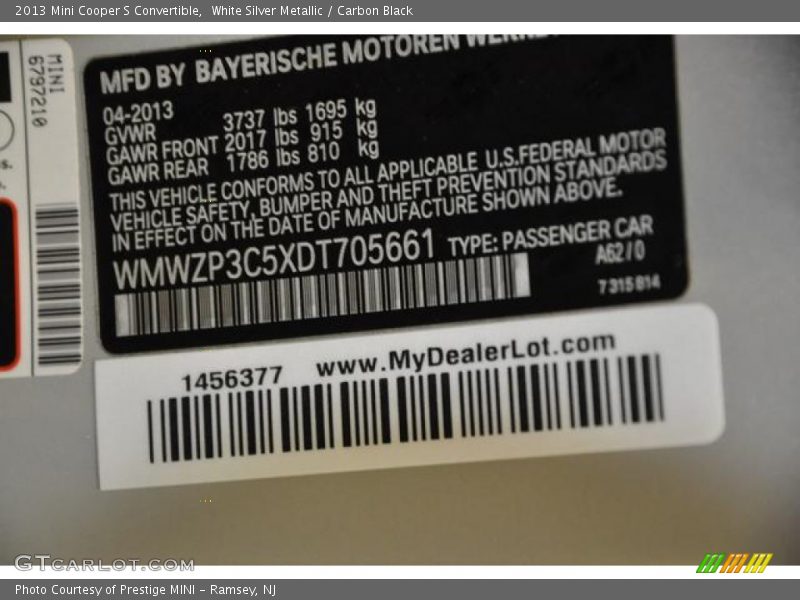 2013 Mini Cooper S Convertible,  White Silver Metallic / Carbon Black
MINI
6797210
MFD BY BAYERISCHE MOTOREN
04-2013
GVWR 3737 lbs 1695 kg
GAWR FRONT 2017 lbs 915 kg
GAWR REAR 1786 lbs 810 kg
THIS VEHICLE CONFORMS TO ALL APPLICABLE U.S.FEDERAL MOTOR
VEHICLE SAFETY, BUMPER AND THEFT PREVENTION STANDARDS
IN EFFECT ON THE DATE OF MANUFACTURE SHOWN ABOVE.
WMWZP3C5XDT705661 TYPE: PASSENGER CAR
A62/0
7 315 814
1456377 www.MyDealerLot.com
GTCARLOT.COM
Photo Courtesy of Prestige MINI - Ramsey, NJ